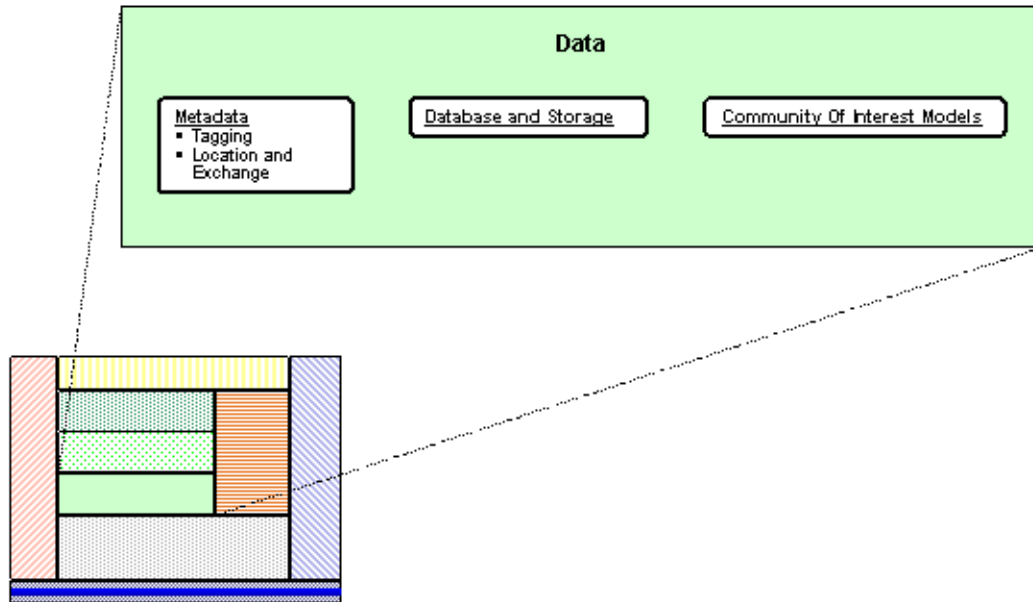 Data
Metadata
▪ Tagging
▪ Location and
Exchange
Database and Storage
Community Of Interest Models